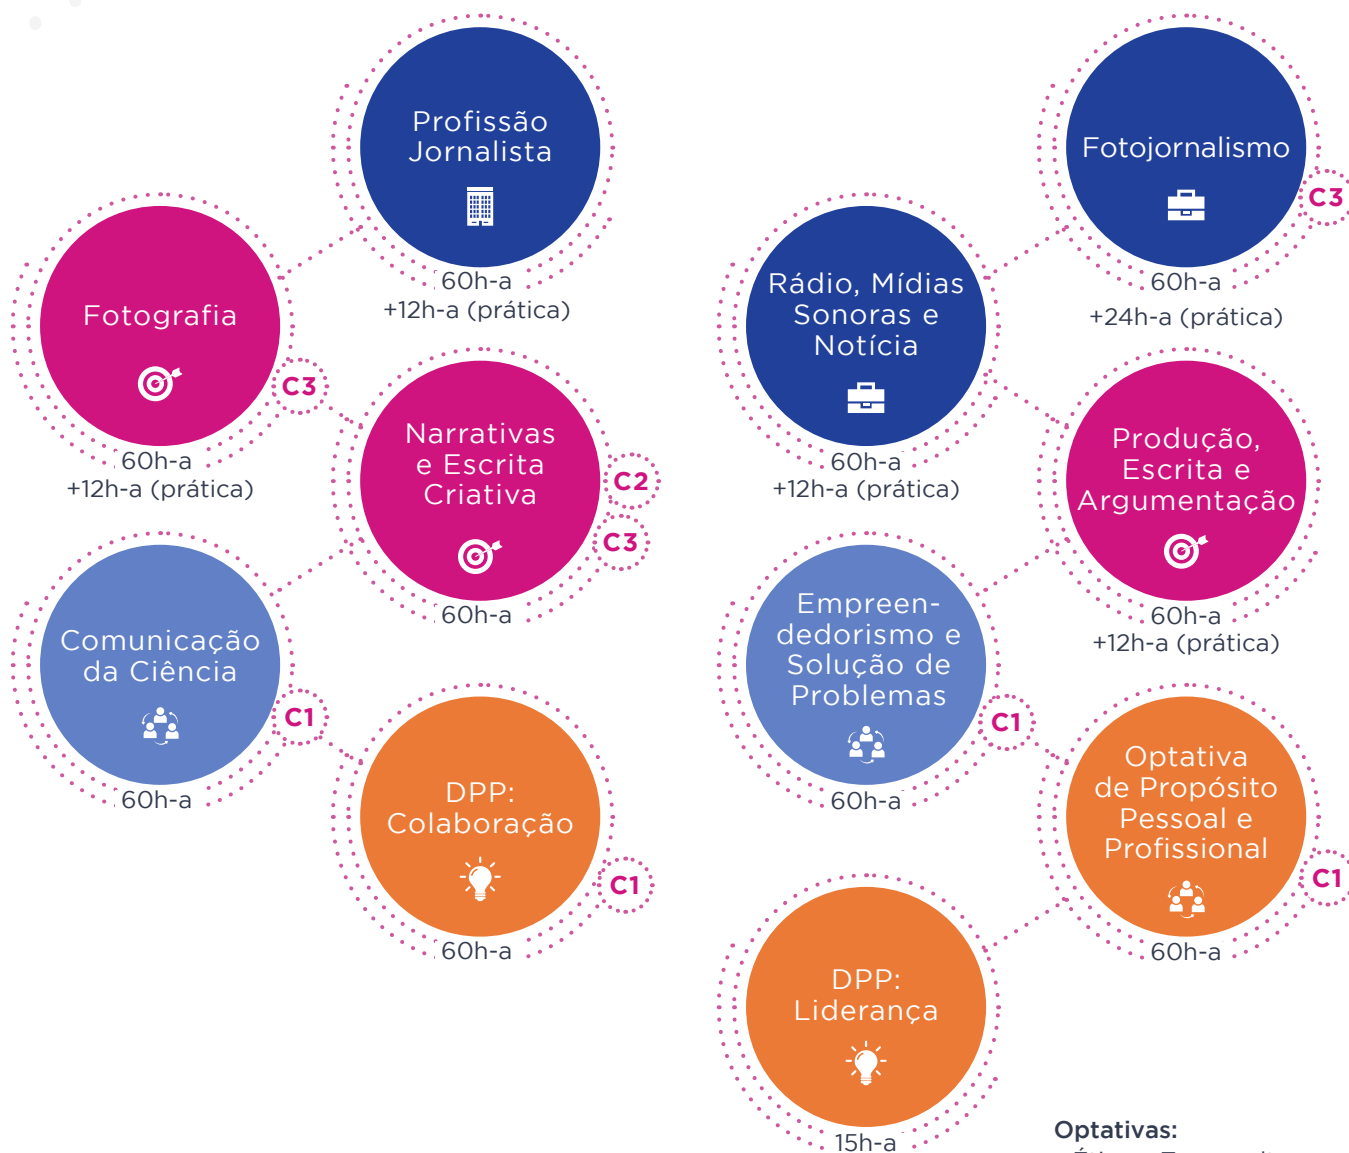 Profissão
Jornalista
60h-a
+12h-a (prática)
Fotografia
C3
60h-a
+12h-a (prática)
Narrativas
e Escrita
Criativa
C2
C3
60h-a
Comunicação
da Ciência
C1
60h-a
DPP:
Colaboração
C1
60h-a
Fotojornalismo
C3
60h-a
+24h-a (prática)
Rádio, Mídias
Sonoras e
Notícia
60h-a
+12h-a (prática)
Produção,
Escrita e
Argumentação
60h-a
+12h-a (prática)
Empreen-
dedorismo e
Solução de
Problemas
C1
60h-a
Optativa
de Propósito
Pessoal e
Profissional
C1
60h-a
DPP:
Liderança
15h-a
Optativas: